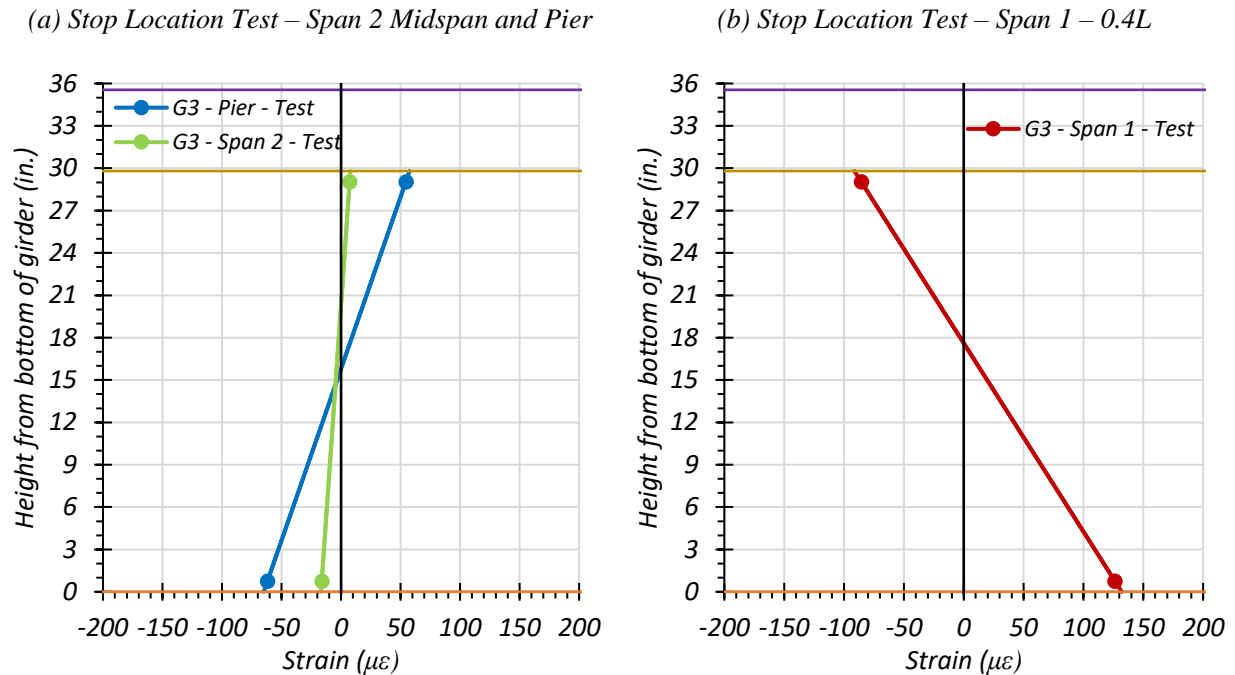 (a) Stop Location Test – Span 2 Midspan and Pier
(b) Stop Location Test – Span 1 – 0.4L
Height from bottom of girder (in.)
36
33
30
27
24
21
18
15
12
9
6
3
0
G3 - Pier - Test
G3 - Span 2 - Test
-200 -150 -100 -50 0 50 100 150 200
Strain (με)
Height from bottom of girder (in.)
36
33
30
27
24
21
18
15
12
9
6
3
0
G3 - Span 1 - Test
-200 -150 -100 -50 0 50 100 150 200
Strain (με)